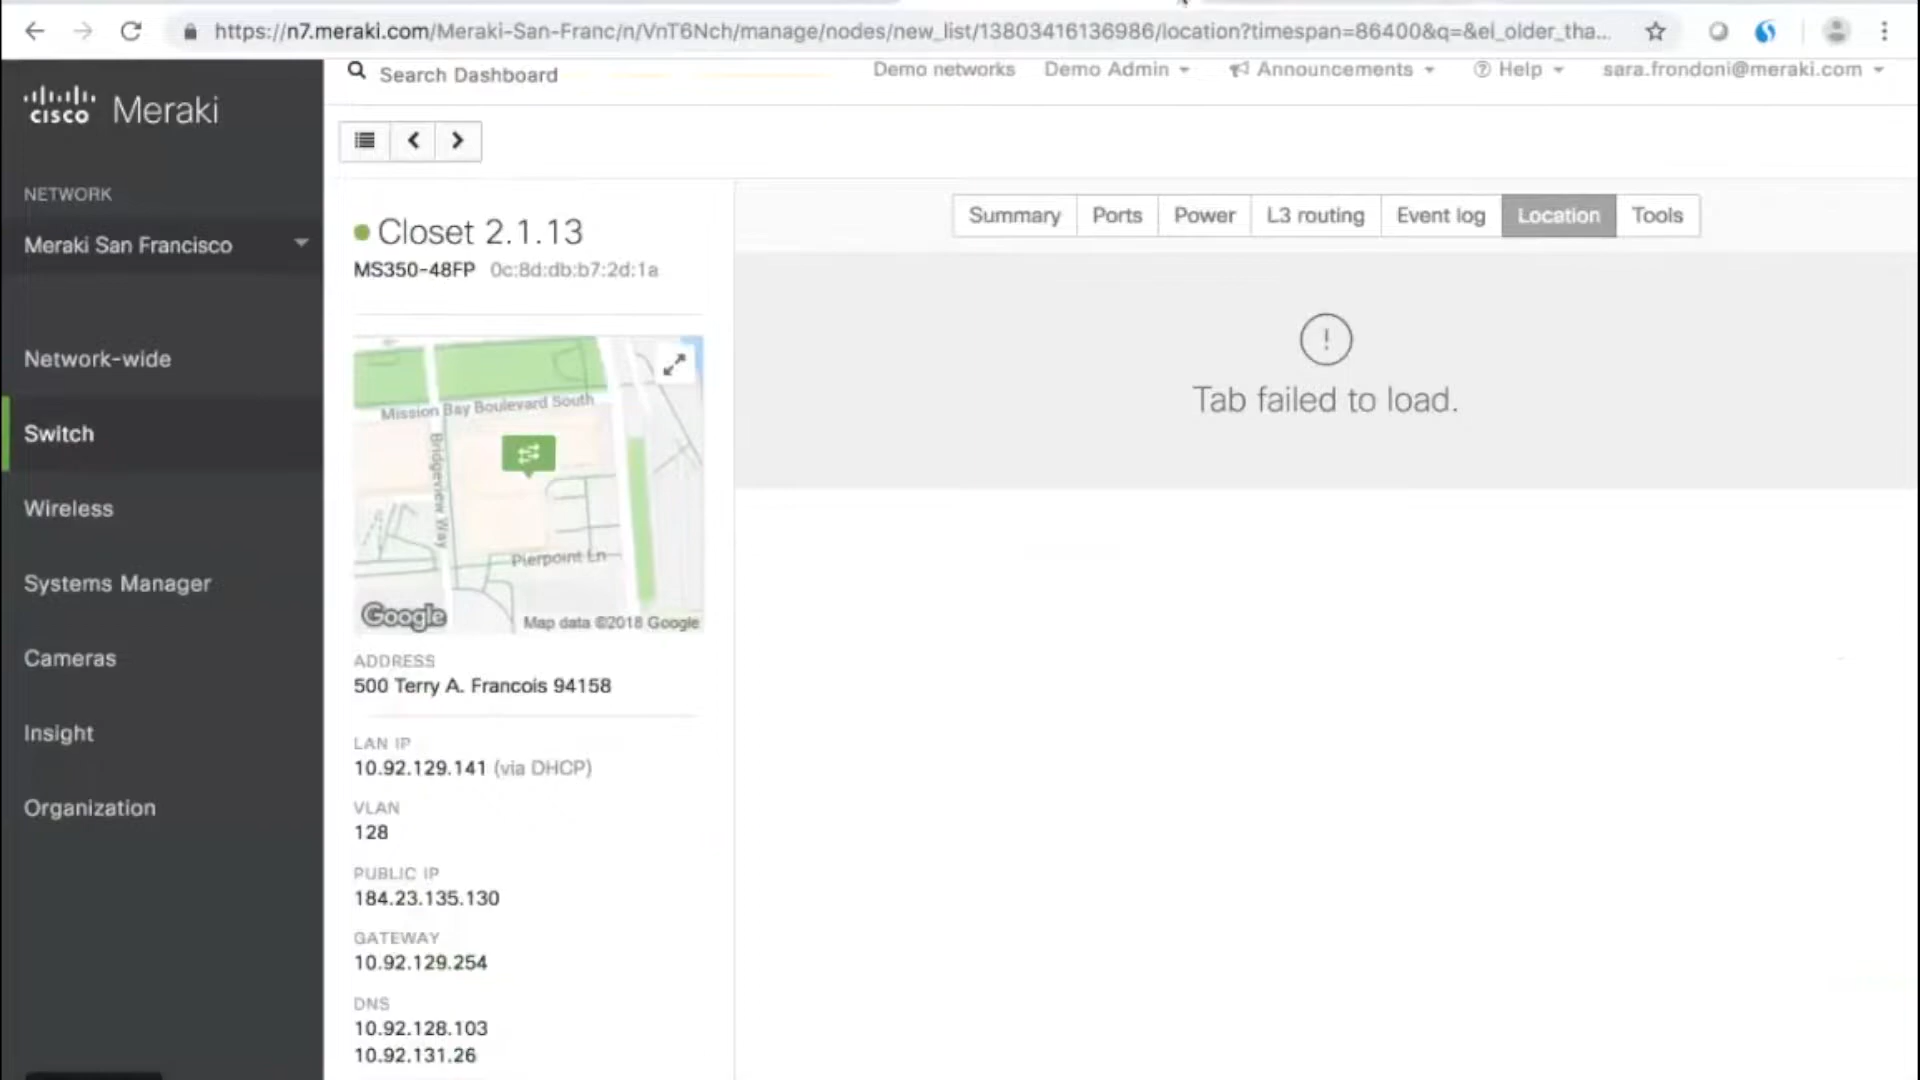 https://n7.meraki.com/Meraki-San-Franc/n/VnT6Nch/manage/nodes/new_list/13803416136986/location?timespan=86400&q=&el_older_tha...
Search Dashboard
Demo networks
Demo Admin
Announcements
Help
sara.frondoni@meraki.com
CISCO Meraki
NETWORK
Meraki San Francisco
Network-wide
Switch
Wireless
Systems Manager
Cameras
Insight
Organization
Closet 2.1.13
MS350-48FP 0c:8d:db:b7:2d:1a
Mission Bay Boulevard South
Bridgeview Way
Pierpoint Ln
Google
Map data ©2018 Google
ADDRESS
500 Terry A. Francois 94158
LAN IP
10.92.129.141 (via DHCP)
VLAN
128
PUBLIC IP
184.23.135.130
GATEWAY
10.92.129.254
DNS
10.92.128.103
10.92.131.26
Summary
Ports
Power
L3 routing
Event log
Location
Tools
!
Tab failed to load.